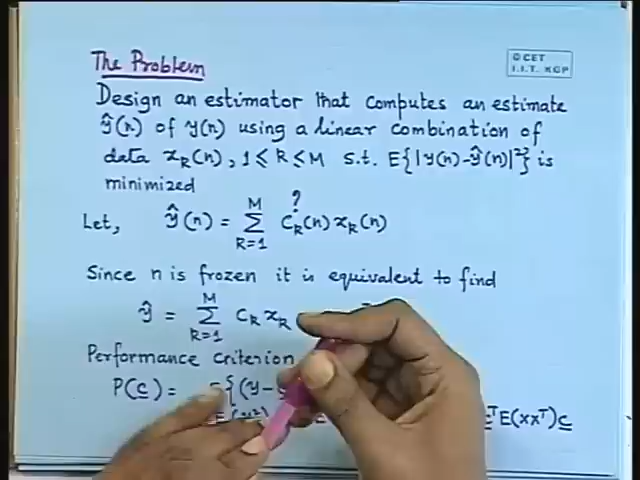 The Problem
© CET
I.I.T. KGP
Design an estimator that computes an estimate
ŷ(n) of y(n) using a linear combination of
data x_R(n), 1 ≤ R ≤ M s.t. E{|y(n)-ŷ(n)|²} is
minimized
Let, ŷ(n) = Σ_{R=1}^{M} C_R(n) x_R(n) ?
Since n is frozen it is equivalent to find
ŷ = Σ_{R=1}^{M} C_R x_R
Performance criterion
P(c) = E{(y-
E(y²) c^T E(xx^T) c